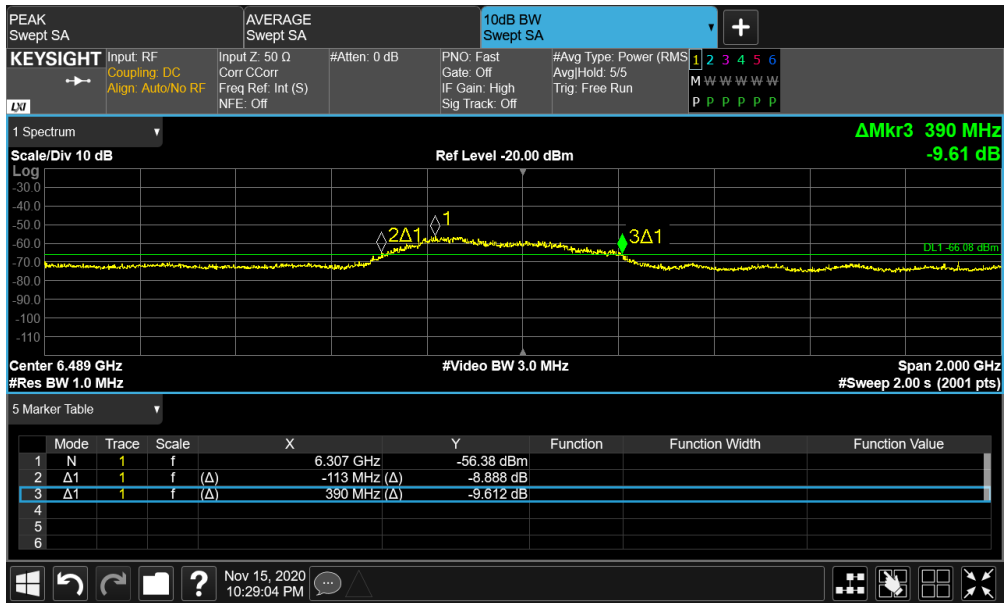 PEAK
Swept SA
AVERAGE
Swept SA
10dB BW
Swept SA
KEYSIGHT
LXI
Input: RF
Coupling: DC
Align: Auto/No RF
Input Z: 50 Ω
Corr CCorr
Freq Ref: Int (S)
NFE: Off
#Atten: 0 dB
PNO: Fast
Gate: Off
IF Gain: High
Sig Track: Off
#Avg Type: Power (RMS
Avg|Hold: 5/5
Trig: Free Run
1 2 3 4 5 6
M W W W W W
P P P P P P
1 Spectrum
Scale/Div 10 dB
Ref Level -20.00 dBm
ΔMkr3 390 MHz
-9.61 dB
Log
-30.0
-40.0
-50.0
-60.0
-70.0
-80.0
-90.0
-100
-110
2Δ1
1
3Δ1
DL1 -66.08 dBm
Center 6.489 GHz
#Video BW 3.0 MHz
Span 2.000 GHz
#Res BW 1.0 MHz
#Sweep 2.00 s (2001 pts)
5 Marker Table
Mode Trace Scale X Y Function Function Width Function Value
1 N 1 f 6.307 GHz -56.38 dBm
2 Δ1 1 f (Δ) -113 MHz (Δ) -8.888 dB
3 Δ1 1 f (Δ) 390 MHz (Δ) -9.612 dB
4
5
6
?
Nov 15, 2020
10:29:04 PM